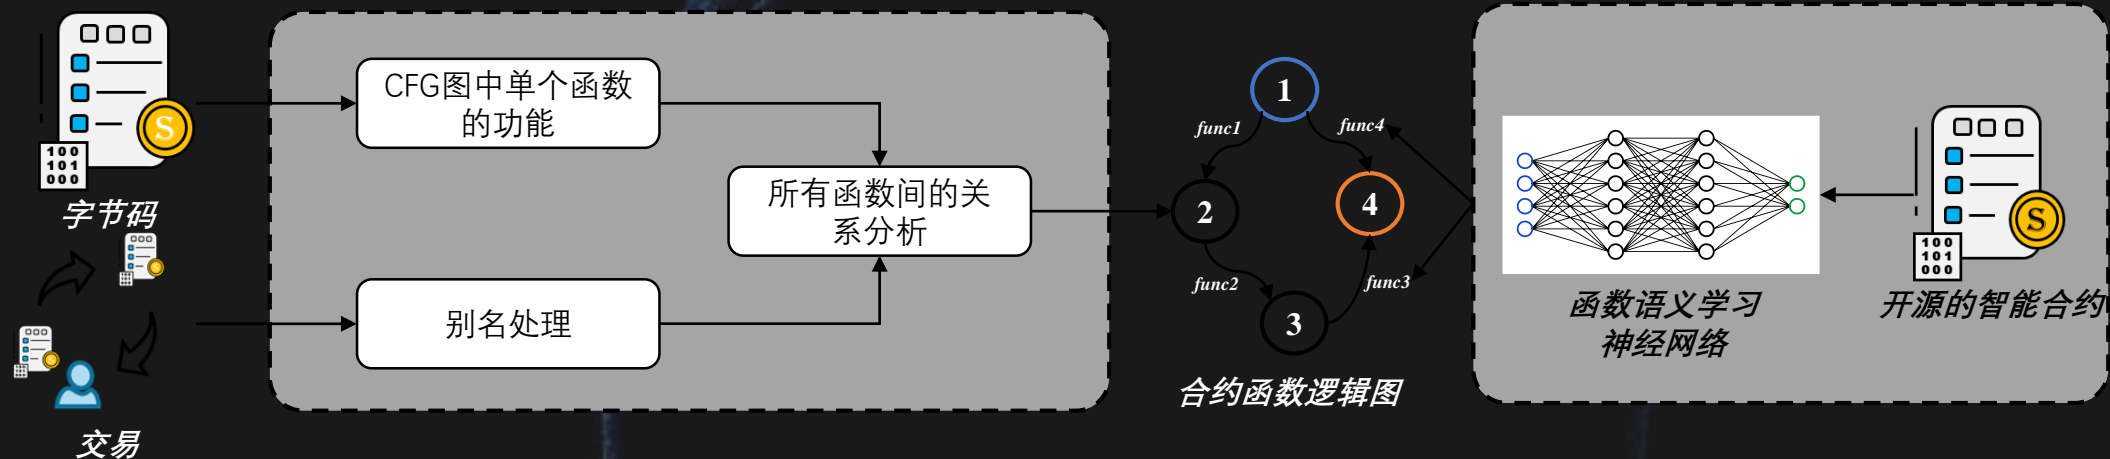 S
100
101
000
字节码
S
S
交易
CFG图中单个函数
的功能
别名处理
所有函数间的关
系分析
1
func1
func4
2
4
func2
func3
3
合约函数逻辑图
函数语义学习
神经网络
S
100
101
000
开源的智能合约